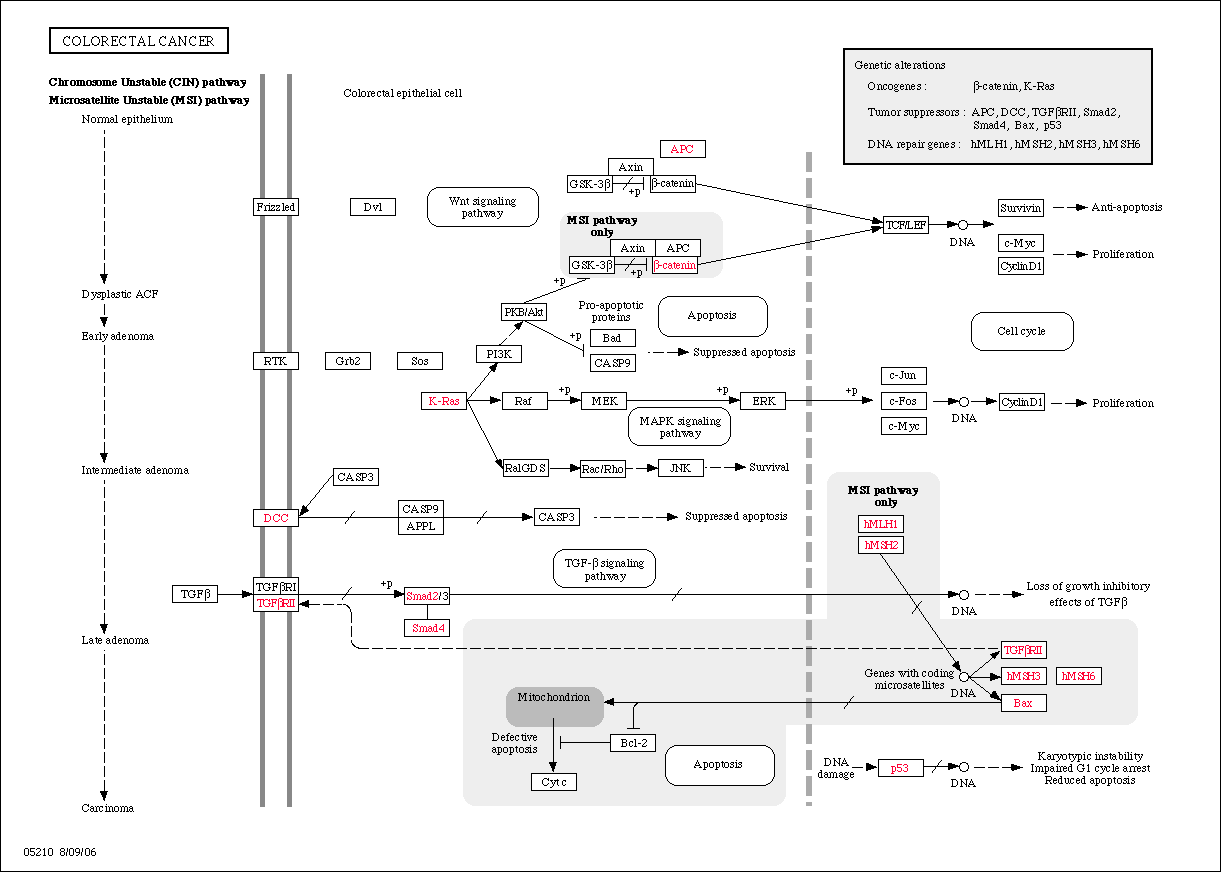 COLORECTAL CANCER
Chromosome Unstable (CIN) pathway
Microsatellite Unstable (MSI) pathway
Normal epithelium
Colorectal epithelial cell
Genetic alterations
Oncogenes : β-catenin, K-Ras
Tumor suppressors : APC, DCC, TGFβRII, Smad2,
Smad4, Bax, p53
DNA repair genes : hMLH1, hMSH2, hMSH3, hMSH6
APC
Axin
GSK-3β
+p
β-catenin
Frizzled
Dvl
Wnt signaling
pathway
MSI pathway
only
Axin
APC
GSK-3β
+p
β-catenin
TCF/LEF
DNA
Survivin
Anti-apoptosis
c-Myc
CyclinD1
Proliferation
Dysplastic ACF
Early adenoma
+p
PKB/Akt
Pro-apoptotic
proteins
+p
Bad
CASP9
Apoptosis
Suppressed apoptosis
Cell cycle
RTK
Grb2
Sos
PI3K
K-Ras
Raf
+p
MEK
+p
ERK
+p
c-Jun
c-Fos
c-Myc
DNA
CyclinD1
Proliferation
MAPK signaling
pathway
Intermediate adenoma
RalGDS
Rac/Rho
JNK
Survival
CASP3
DCC
CASP9
APPL
CASP3
Suppressed apoptosis
MSI pathway
only
hMLH1
hMSH2
TGF-β signaling
pathway
TGFβ
TGFβRI
TGFβRII
+p
Smad2/3
Smad4
DNA
Loss of growth inhibitory
effects of TGFβ
Late adenoma
Genes with coding
microsatellites
DNA
TGFβRII
hMSH3
hMSH6
Bax
Mitochondrion
Defective
apoptosis
Bcl-2
Cytc
Apoptosis
DNA
damage
p53
DNA
Karyotypic instability
Impaired G1 cycle arrest
Reduced apoptosis
Carcinoma
05210 8/09/06